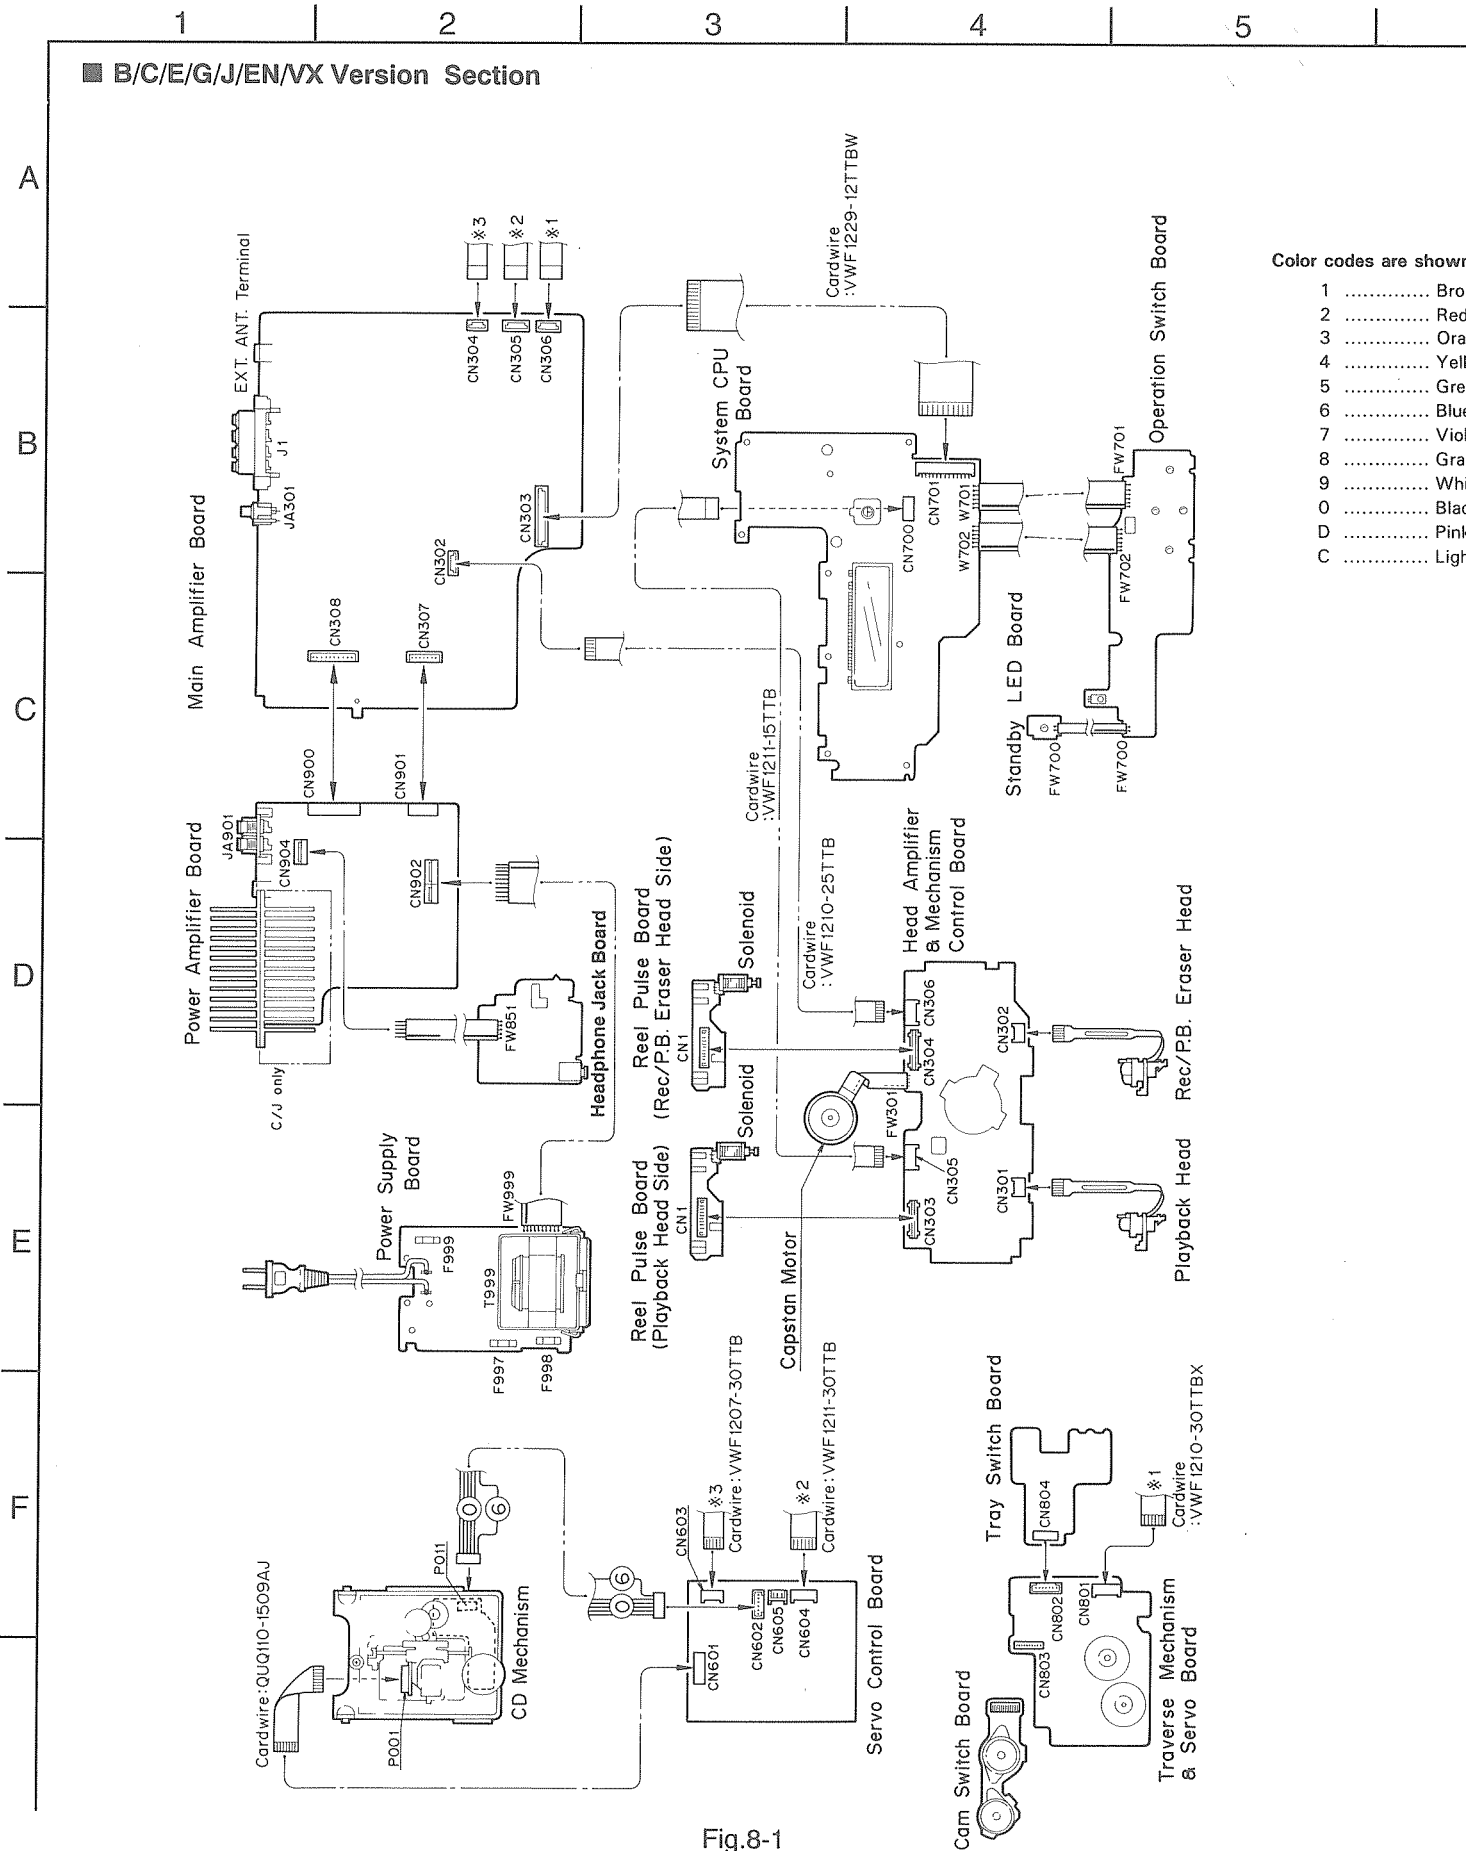 1 2 3 4 5
■ B/C/E/G/J/EN/VX Version Section
A
B
C
D
E
F
EXT. ANT. Terminal
J1
JA301
Main Amplifier Board
※3
※2
※1
CN304
CN305
CN306
CN303
CN302
CN308
CN307
Cardwire
:VWF1229-12TTBW
System CPU
Board
CN700
CN701
W701
W702
Operation Switch Board
FW701
FW702
Standby LED Board
FW700
FW700
Color codes are shown
1 .............. Bro
2 .............. Red
3 .............. Ora
4 .............. Yell
5 .............. Gre
6 .............. Blue
7 .............. Viol
8 .............. Gra
9 .............. Whi
0 .............. Blac
D .............. Pink
C .............. Ligh
Power Amplifier Board
JA901
CN904
CN900
CN901
CN902
C/J only
FW851
Headphone Jack Board
Cardwire
:VWF1211-15TTB
Cardwire
:VWF1210-25TTB
Reel Pulse Board
(Rec/P.B. Eraser Head Side)
CN1
Solenoid
Reel Pulse Board
(Playback Head Side)
CN1
Solenoid
Capstan Motor
Head Amplifier
& Mechanism
Control Board
CN306
CN304
FW301
CN305
CN303
CN302
CN301
Rec/P.B. Eraser Head
Playback Head
Power Supply
Board
FW999
F999
T999
F997
F998
Cardwire:QUQ110-1509AJ
P001
P011
CD Mechanism
0
6
0
6
CN603
※3
Cardwire:VWF1207-30TTB
※2
Cardwire:VWF1211-30TTB
CN601
CN602
CN605
CN604
Servo Control Board
Tray Switch Board
CN804
※1
Cardwire
:VWF1210-30TTBX
CN802
CN801
CN803
Traverse Mechanism
& Servo Board
Cam Switch Board
Fig.8-1